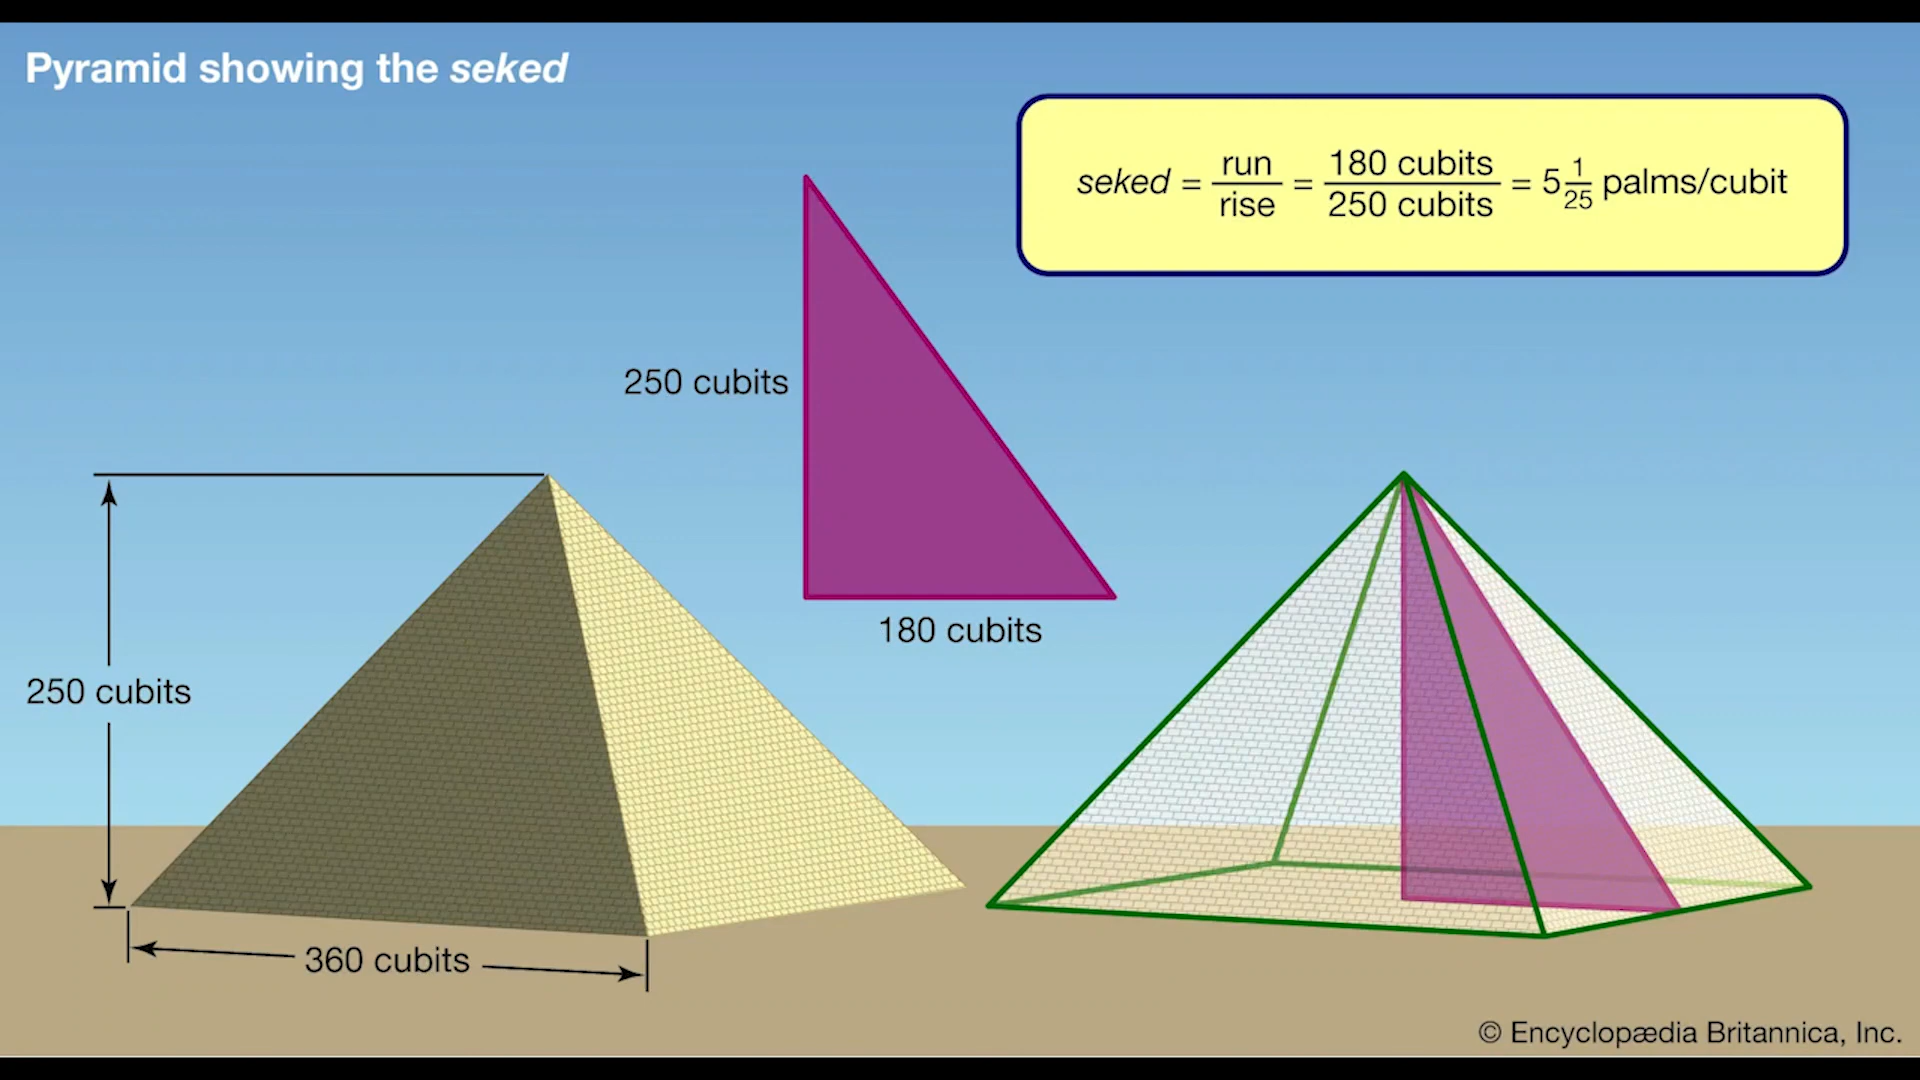 Pyramid showing the seked
seked = run/rise = 180 cubits/250 cubits = 5 1/25 palms/cubit
250 cubits
180 cubits
250 cubits
360 cubits
© Encyclopædia Britannica, Inc.